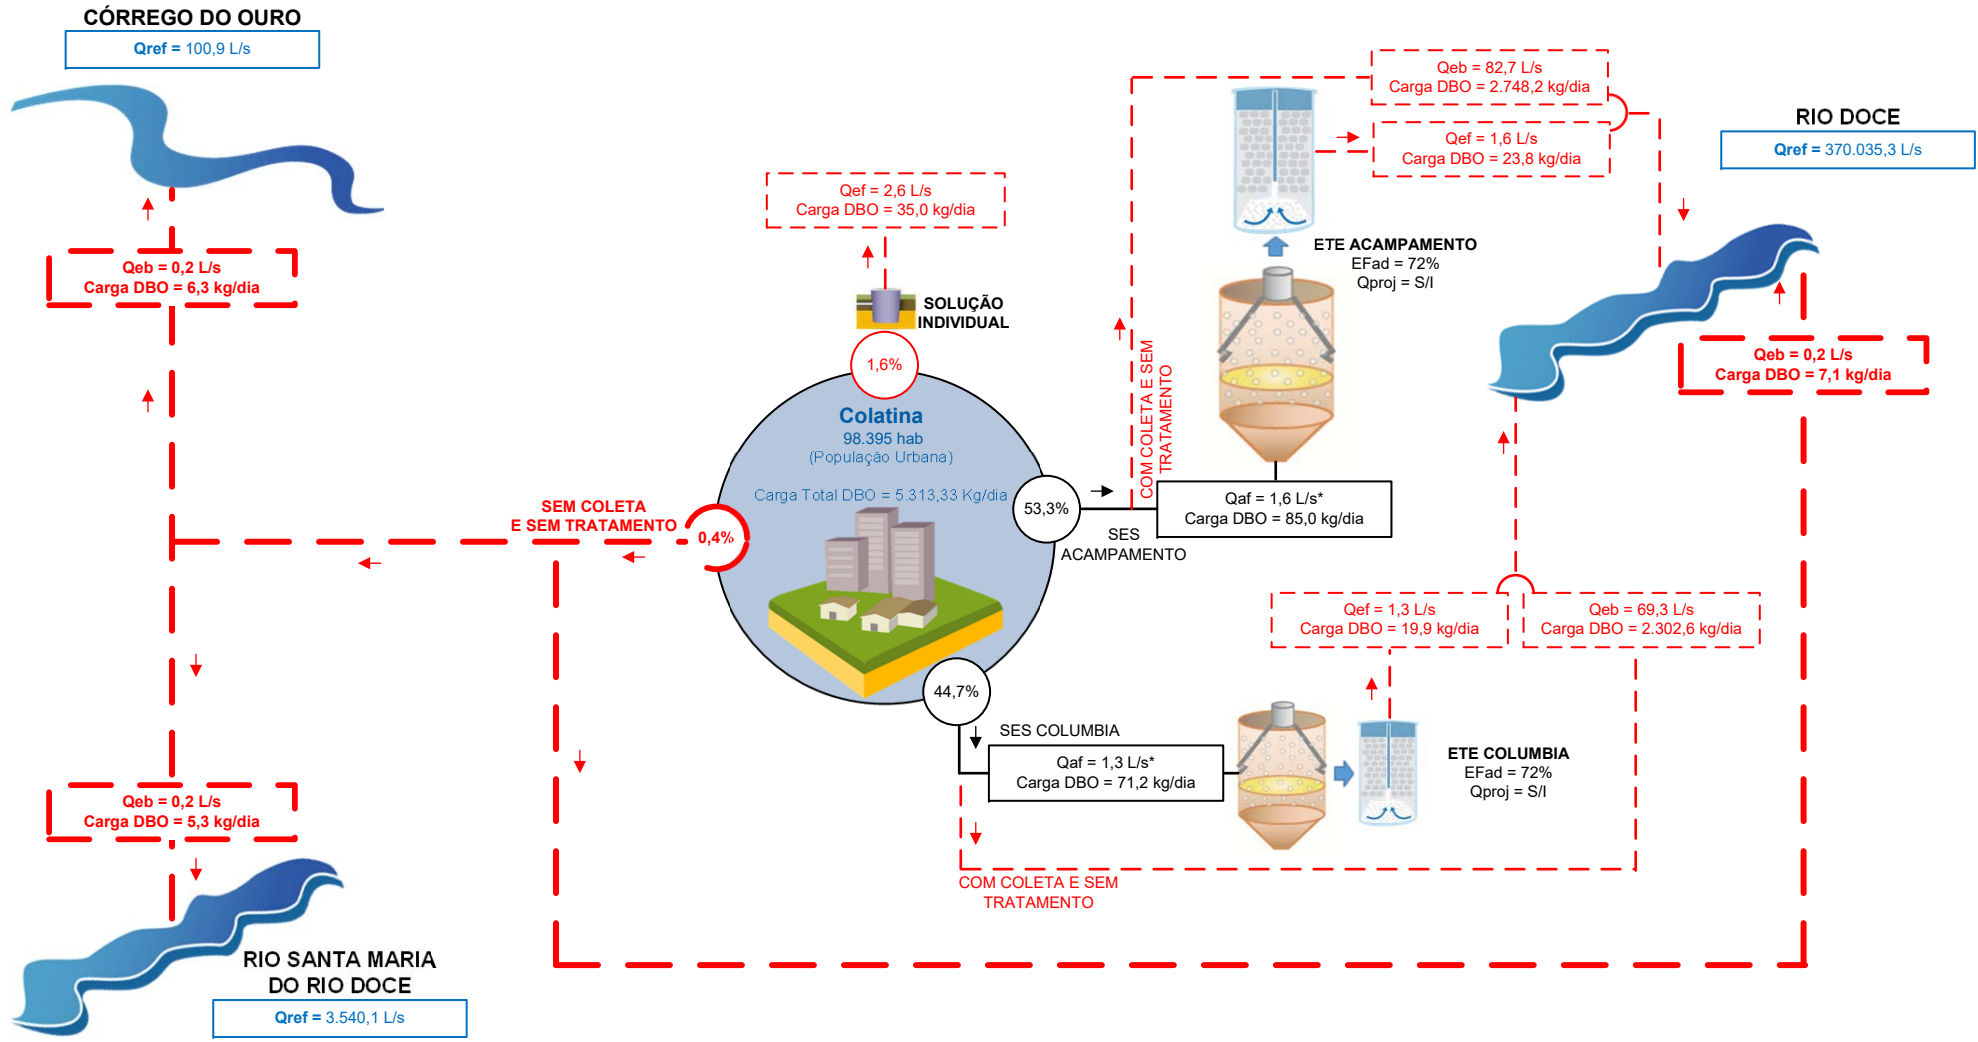 CÓRREGO DO OURO
Qref = 100,9 L/s
Qeb = 0,2 L/s
Carga DBO = 6,3 kg/dia
Qeb = 0,2 L/s
Carga DBO = 5,3 kg/dia
RIO SANTA MARIA
DO RIO DOCE
Qref = 3.540,1 L/s
SEM COLETA
E SEM TRATAMENTO
0,4%
Qef = 2,6 L/s
Carga DBO = 35,0 kg/dia
SOLUÇÃO
INDIVIDUAL
1,6%
Colatina
98.395 hab
(População Urbana)
Carga Total DBO = 5.313,33 Kg/dia
53,3%
SES
ACAMPAMENTO
COM COLETA E SEM
TRATAMENTO
Qaf = 1,6 L/s*
Carga DBO = 85,0 kg/dia
ETE ACAMPAMENTO
EFad = 72%
Qproj = S/I
Qeb = 82,7 L/s
Carga DBO = 2.748,2 kg/dia
Qef = 1,6 L/s
Carga DBO = 23,8 kg/dia
RIO DOCE
Qref = 370.035,3 L/s
Qeb = 0,2 L/s
Carga DBO = 7,1 kg/dia
44,7%
SES COLUMBIA
Qaf = 1,3 L/s*
Carga DBO = 71,2 kg/dia
ETE COLUMBIA
EFad = 72%
Qproj = S/I
Qef = 1,3 L/s
Carga DBO = 19,9 kg/dia
Qeb = 69,3 L/s
Carga DBO = 2.302,6 kg/dia
COM COLETA E SEM
TRATAMENTO